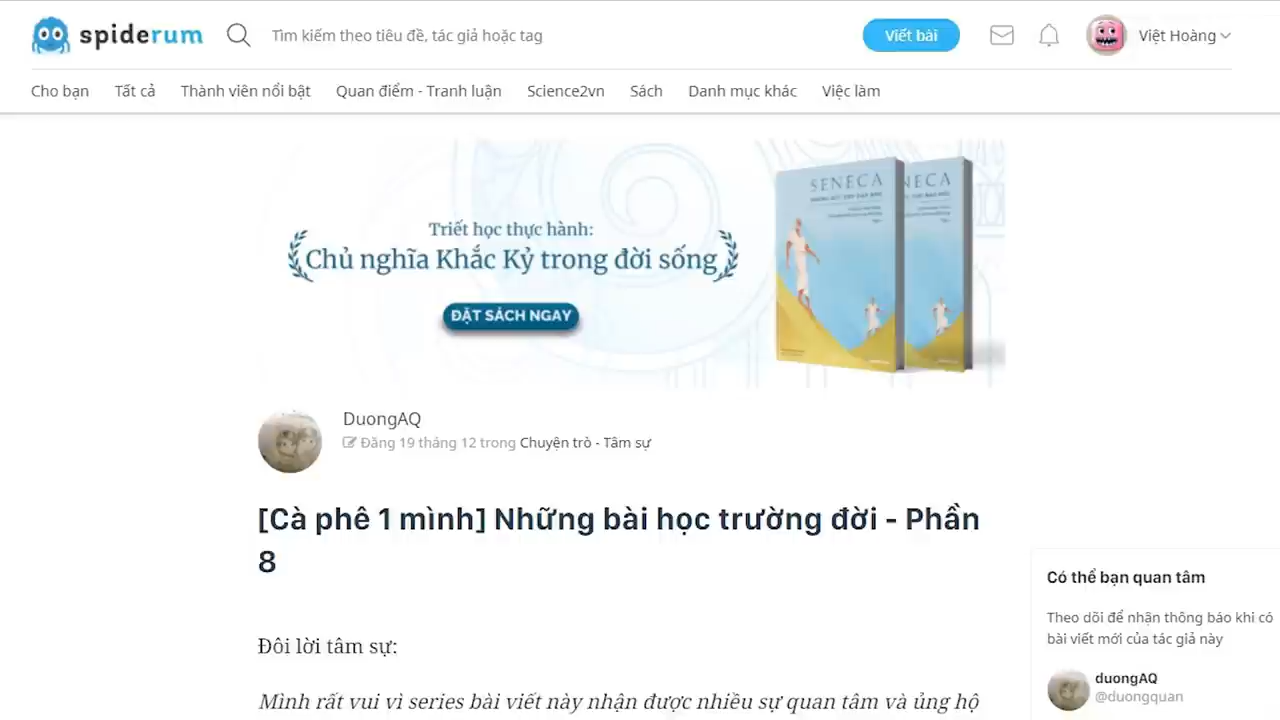 spiderum
Tìm kiếm theo tiêu đề, tác giả hoặc tag
Viết bài
Việt Hoàng
Cho bạn
Tất cả
Thành viên nổi bật
Quan điểm - Tranh luận
Science2vn
Sách
Danh mục khác
Việc làm
Triết học thực hành:
Chủ nghĩa Khắc Kỷ trong đời sống
ĐẶT SÁCH NGAY
SENECA
NECA
DuongAQ
Đăng 19 tháng 12 trong Chuyện trò - Tâm sự
[Cà phê 1 mình] Những bài học trường đời - Phần
8
Đôi lời tâm sự:
Mình rất vui vì series bài viết này nhận được nhiều sự quan tâm và ủng hộ
Có thể bạn quan tâm
Theo dõi để nhận thông báo khi có
bài viết mới của tác giả này
duongAQ
@duongquan